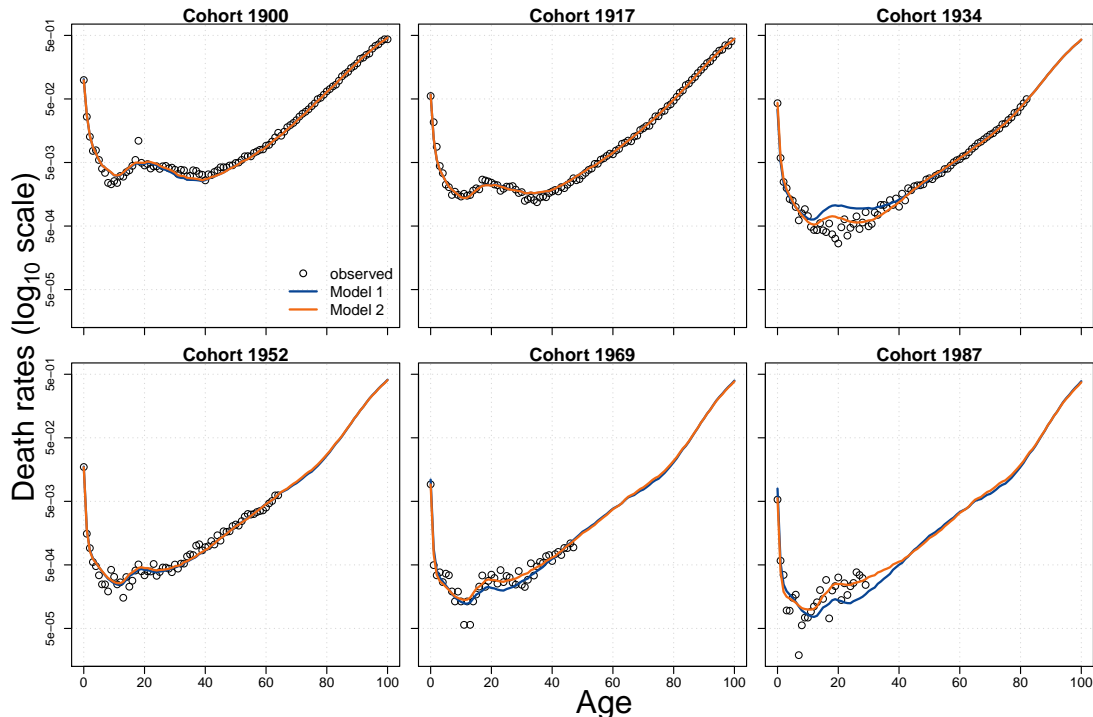 Cohort 1900
Cohort 1917
Cohort 1934
5e−01
5e−02
5e−03
5e−04
5e−05
observed
Model 1
Model 2
Death rates (log10 scale)
Cohort 1952
Cohort 1969
Cohort 1987
5e−01
5e−02
5e−03
5e−04
5e−05
0 20 40 60 80 100
0 20 40 60 80 100
0 20 40 60 80 100
Age